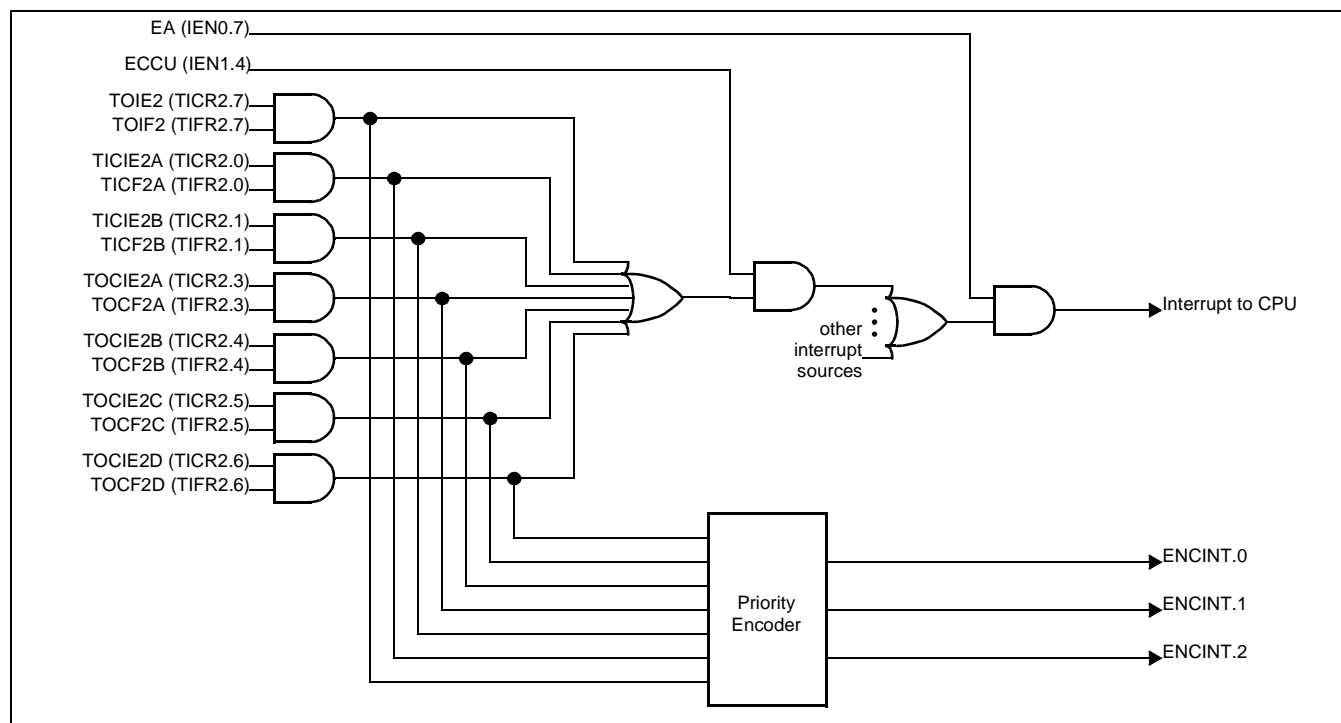 EA (IEN0.7)
ECCU (IEN1.4)
TOIE2 (TICR2.7)
TOIF2 (TIFR2.7)
TICIE2A (TICR2.0)
TICF2A (TIFR2.0)
TICIE2B (TICR2.1)
TICF2B (TIFR2.1)
TOCIE2A (TICR2.3)
TOCF2A (TIFR2.3)
TOCIE2B (TICR2.4)
TOCF2B (TIFR2.4)
TOCIE2C (TICR2.5)
TOCF2C (TIFR2.5)
TOCIE2D (TICR2.6)
TOCF2D (TIFR2.6)
other
interrupt
sources
Interrupt to CPU
Priority
Encoder
ENCINT.0
ENCINT.1
ENCINT.2